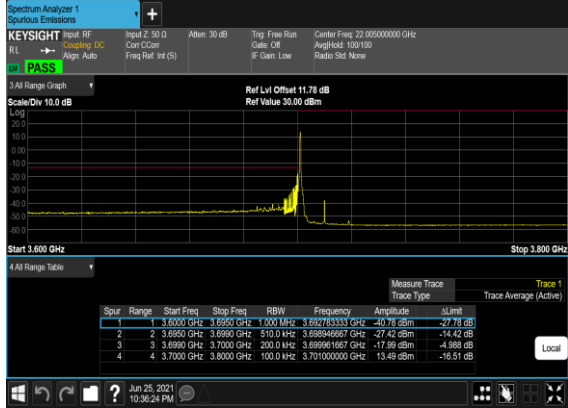 Spectrum Analyzer 1
Spurious Emissions
+
KEYSIGHT Input: RF Input Z: 50 Ω Atten: 30 dB Trig: Free Run Center Freq: 22.005000000 GHz
RL Coupling: DC Corr CCorr Gate: Off Avg|Hold: 100/100
Align: Auto Freq Ref: Int (S) IF Gain: Low Radio Std: None
PASS
3 All Range Graph
Ref Lvl Offset 11.78 dB
Scale/Div 10.0 dB Ref Value 30.00 dBm
Log
20.0
10.0
0.00
-10.0
-20.0
-30.0
-40.0
-50.0
-60.0
Start 3.600 GHz Stop 3.800 GHz
4 All Range Table
Measure Trace Trace 1
Trace Type Trace Average (Active)
Spur Range Start Freq Stop Freq RBW Frequency Amplitude ΔLimit
1 1 3.6000 GHz 3.6950 GHz 1.000 MHz 3.692783333 GHz -40.78 dBm -27.78 dB
2 2 3.6950 GHz 3.6990 GHz 510.0 kHz 3.698946667 GHz -27.42 dBm -14.42 dB
3 3 3.6990 GHz 3.7000 GHz 200.0 kHz 3.699961667 GHz -17.99 dBm -4.988 dB
4 4 3.7000 GHz 3.8000 GHz 100.0 kHz 3.701000000 GHz 13.49 dBm -16.51 dB
Local
?
Jun 25, 2021
10:36:24 PM